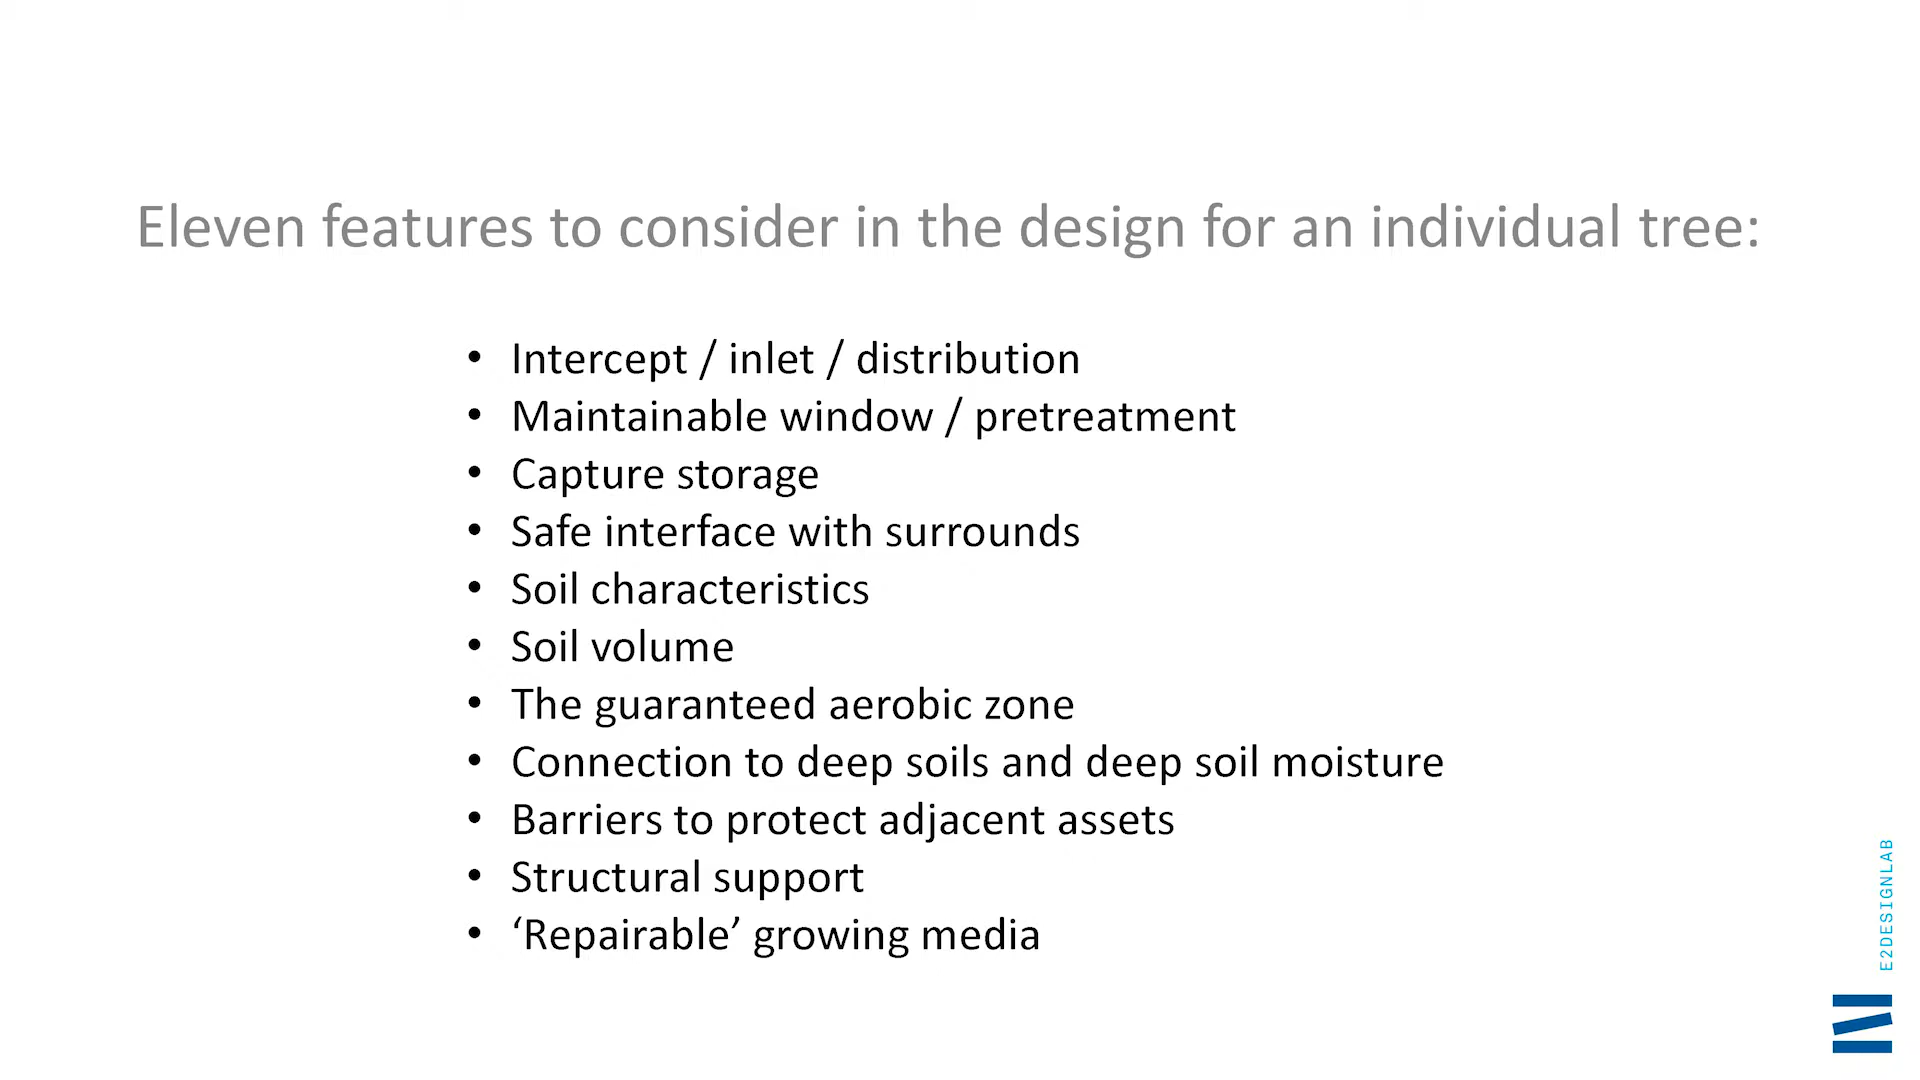 Eleven features to consider in the design for an individual tree:
• Intercept / inlet / distribution
• Maintainable window / pretreatment
• Capture storage
• Safe interface with surrounds
• Soil characteristics
• Soil volume
• The guaranteed aerobic zone
• Connection to deep soils and deep soil moisture
• Barriers to protect adjacent assets
• Structural support
• ‘Repairable’ growing media
E2DESIGNLAB